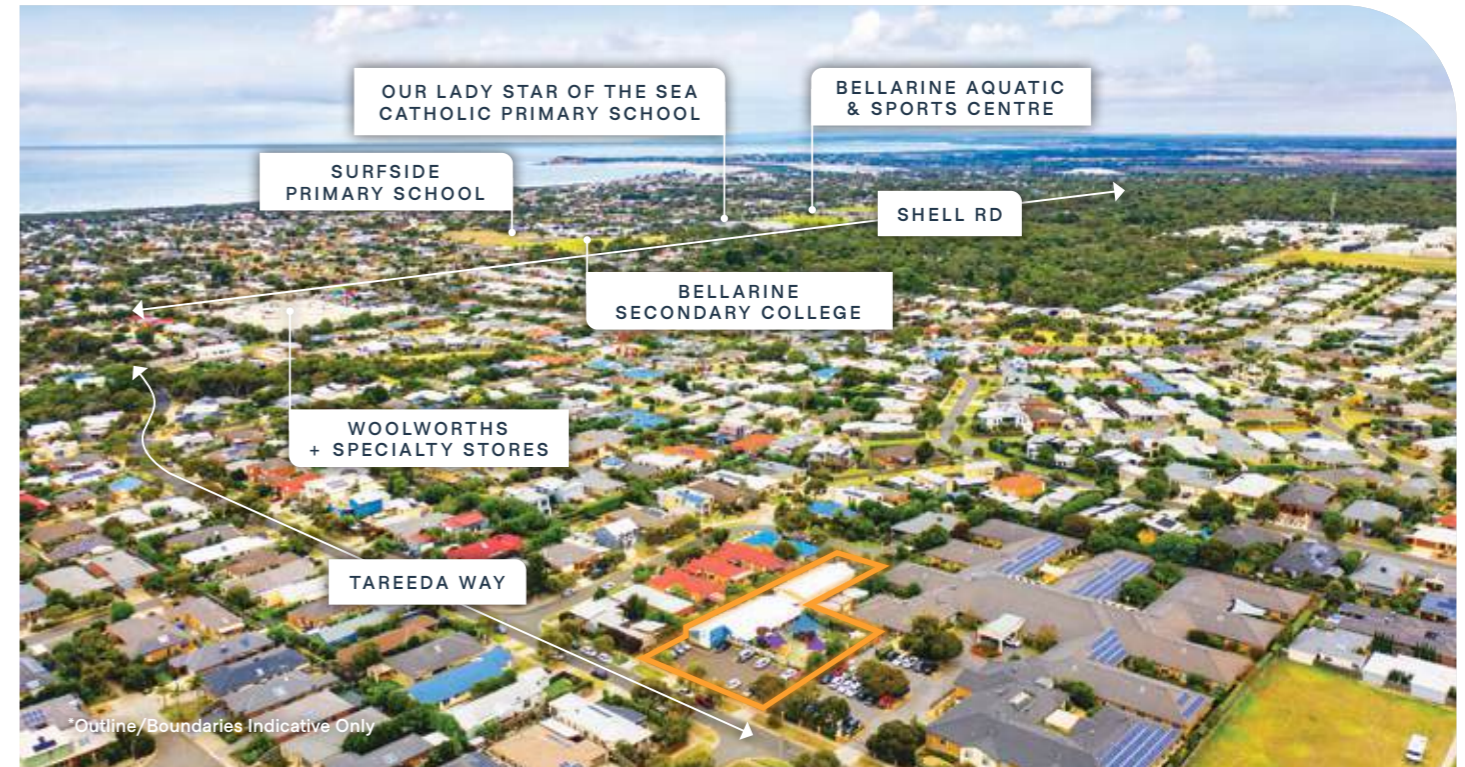 OUR LADY STAR OF THE SEA
CATHOLIC PRIMARY SCHOOL
BELLARINE AQUATIC
& SPORTS CENTRE
SURFSIDE
PRIMARY SCHOOL
SHELL RD
BELLARINE
SECONDARY COLLEGE
WOOLWORTHS
+ SPECIALTY STORES
TAREEDA WAY
*Outline/Boundaries Indicative Only